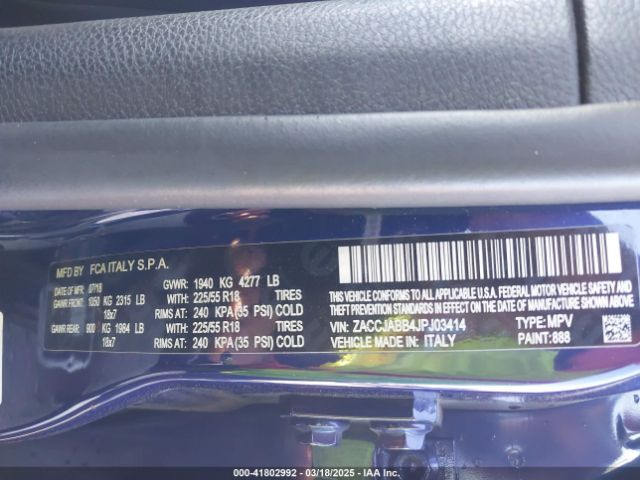 MFD BY FCA ITALY S.P.A.
DATE OF MFR: 07/18 GVWR: 1940 KG 4277 LB
GAWR FRONT: 1050 KG 2315 LB WITH: 225/55 R18 TIRES
18x7 RIMS AT: 240 KPA(35 PSI) COLD
GAWR REAR: 900 KG 1984 LB WITH: 225/55 R18 TIRES
18x7 RIMS AT: 240 KPA(35 PSI) COLD
THIS VEHICLE CONFORMS TO ALL APPLICABLE U.S.A. FEDERAL MOTOR VEHICLE SAFETY
BUMPER, AND THEFT PREVENTION STANDARDS IN EFFECT ON THE DATE OF MANUFACTURE
VIN: ZACCJABB4JPJ03414 TYPE: MPV
VEHICLE MADE IN: ITALY PAINT:888
000-41802992 — 03/18/2025 — IAA Inc.